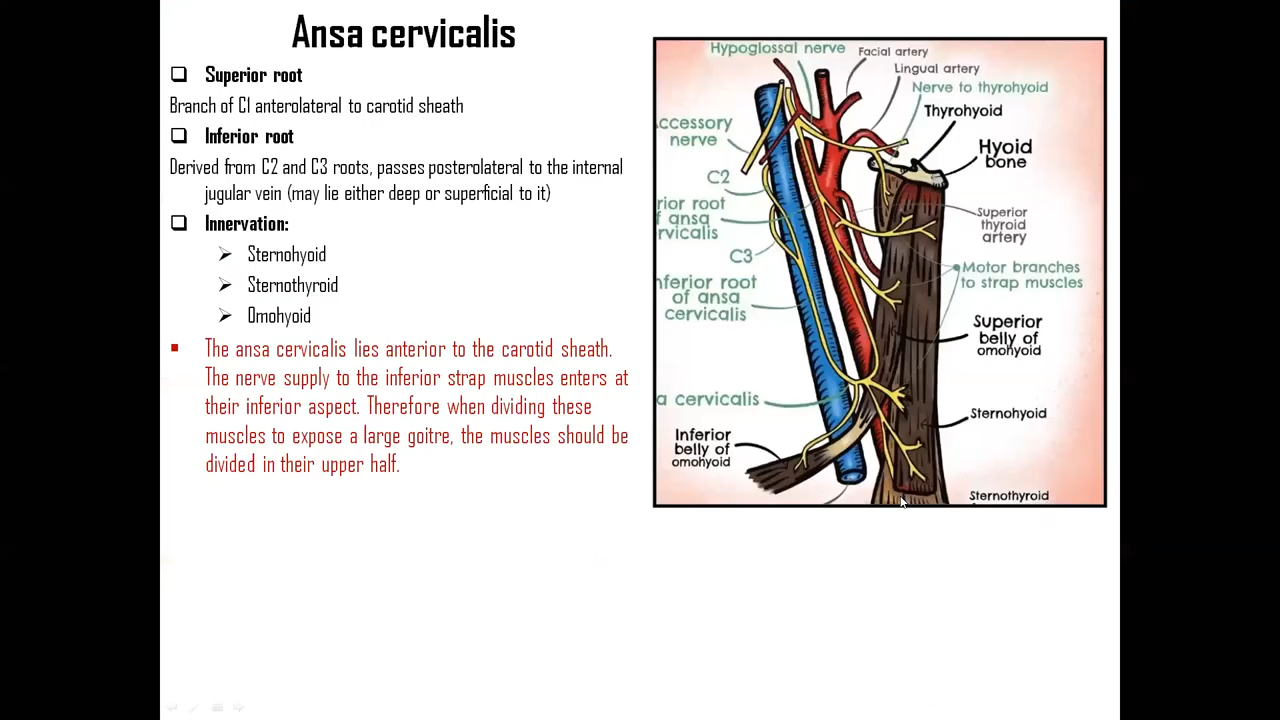 Ansa cervicalis
Superior root
Branch of C1 anterolateral to carotid sheath
Inferior root
Derived from C2 and C3 roots, passes posterolateral to the internal
jugular vein (may lie either deep or superficial to it)
Innervation:
Sternohyoid
Sternothyroid
Omohyoid
The ansa cervicalis lies anterior to the carotid sheath.
The nerve supply to the inferior strap muscles enters at
their inferior aspect. Therefore when dividing these
muscles to expose a large goitre, the muscles should be
divided in their upper half.
Hypoglossal nerve
Facial artery
Lingual artery
Nerve to thyrohyoid
Thyrohyoid
Hyoid
bone
ccessory
nerve
C2
rior root
f ansa
rvicalis
C3
Superior
thyroid
artery
Motor branches
to strap muscles
nferior root
of ansa
cervicalis
Superior
belly of
omohyoid
a cervicalis
Sternohyoid
Inferior
belly of
omohyoid
Sternothyroid